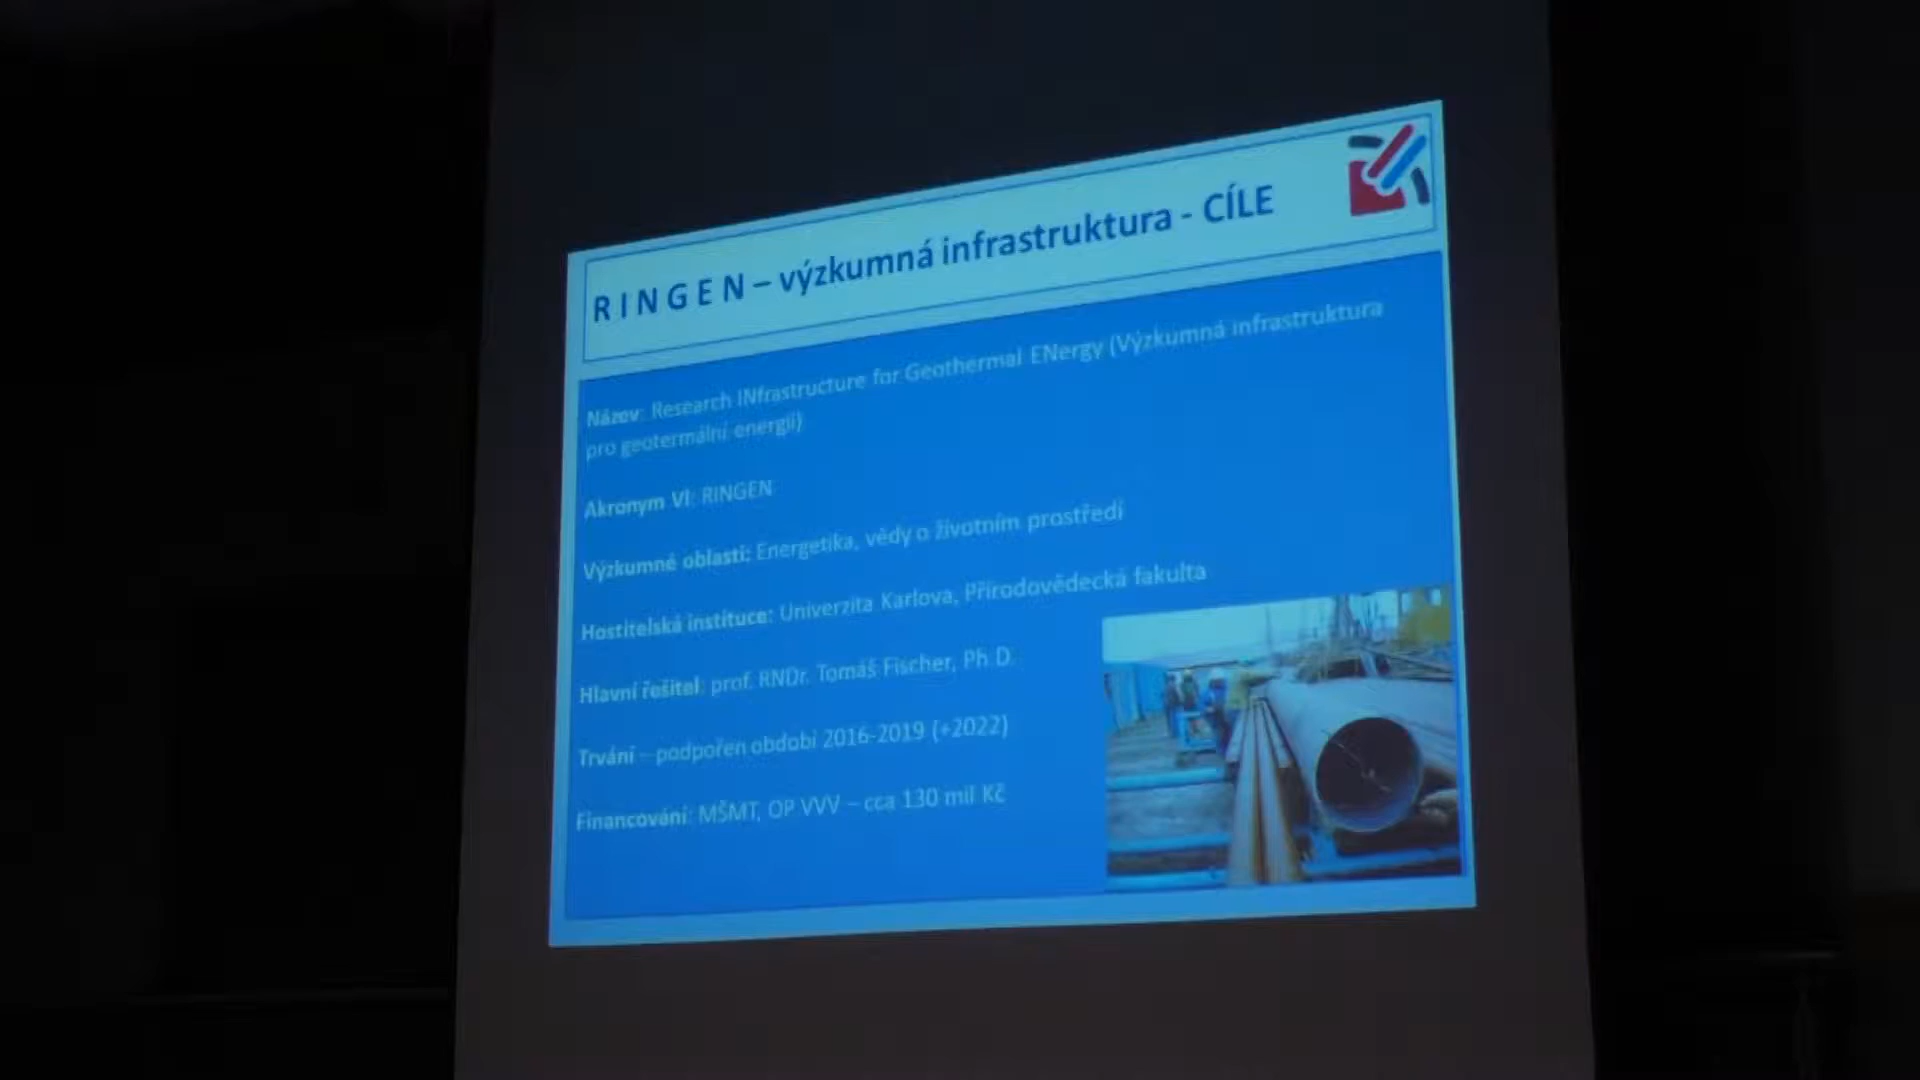 R I N G E N – výzkumná infrastruktura - CÍLE
Název: Research INfrastructure for Geothermal ENergy (Výzkumná infrastruktura
pro geotermální energii)
Akronym VI: RINGEN
Výzkumné oblasti: Energetika, vědy o životním prostředí
Hostitelská instituce: Univerzita Karlova, Přírodovědecká fakulta
Hlavní řešitel: prof. RNDr. Tomáš Fischer, Ph.D.
Trvání – podpořen období 2016-2019 (+2022)
Financování: MŠMT, OP VVV – cca 130 mil Kč